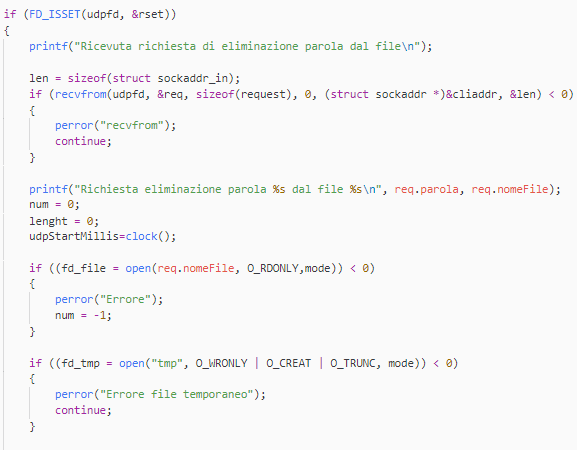 if (FD_ISSET(udpfd, &rset))
{
printf("Ricevuta richiesta di eliminazione parola dal file\n");
len = sizeof(struct sockaddr_in);
if (recvfrom(udpfd, &req, sizeof(request), 0, (struct sockaddr *)&cliaddr, &len) < 0)
{
perror("recvfrom");
continue;
}
printf("Richiesta eliminazione parola %s dal file %s\n", req.parola, req.nomeFile);
num = 0;
lenght = 0;
udpStartMillis=clock();
if ((fd_file = open(req.nomeFile, O_RDONLY,mode)) < 0)
{
perror("Errore");
num = -1;
}
if ((fd_tmp = open("tmp", O_WRONLY | O_CREAT | O_TRUNC, mode)) < 0)
{
perror("Errore file temporaneo");
continue;
}